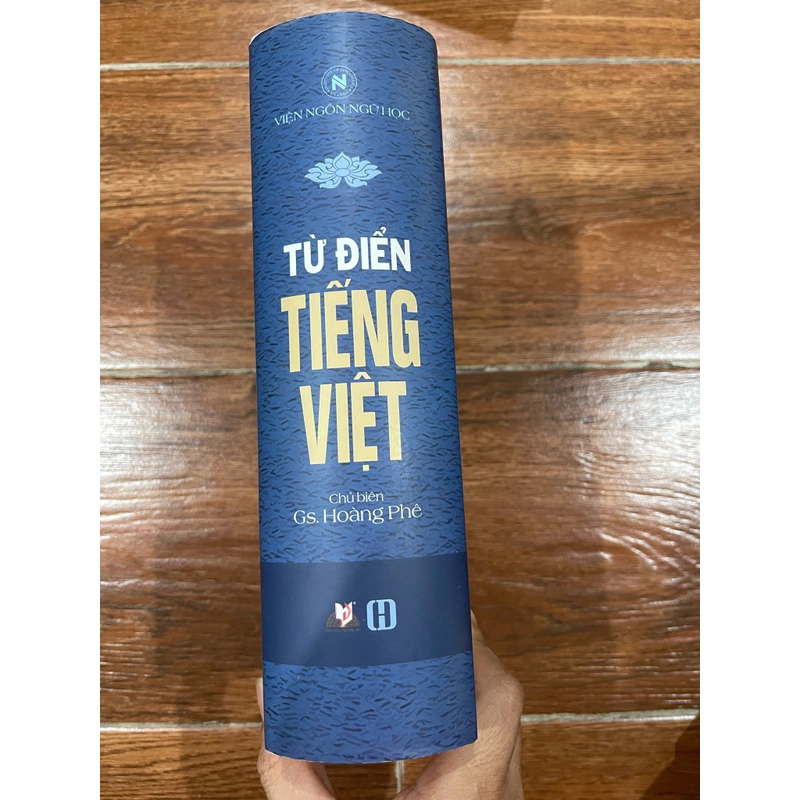 VIỆN NGÔN NGỮ HỌC
TỪ ĐIỂN
TIẾNG
VIỆT
Chủ biên
Gs. Hoàng Phê